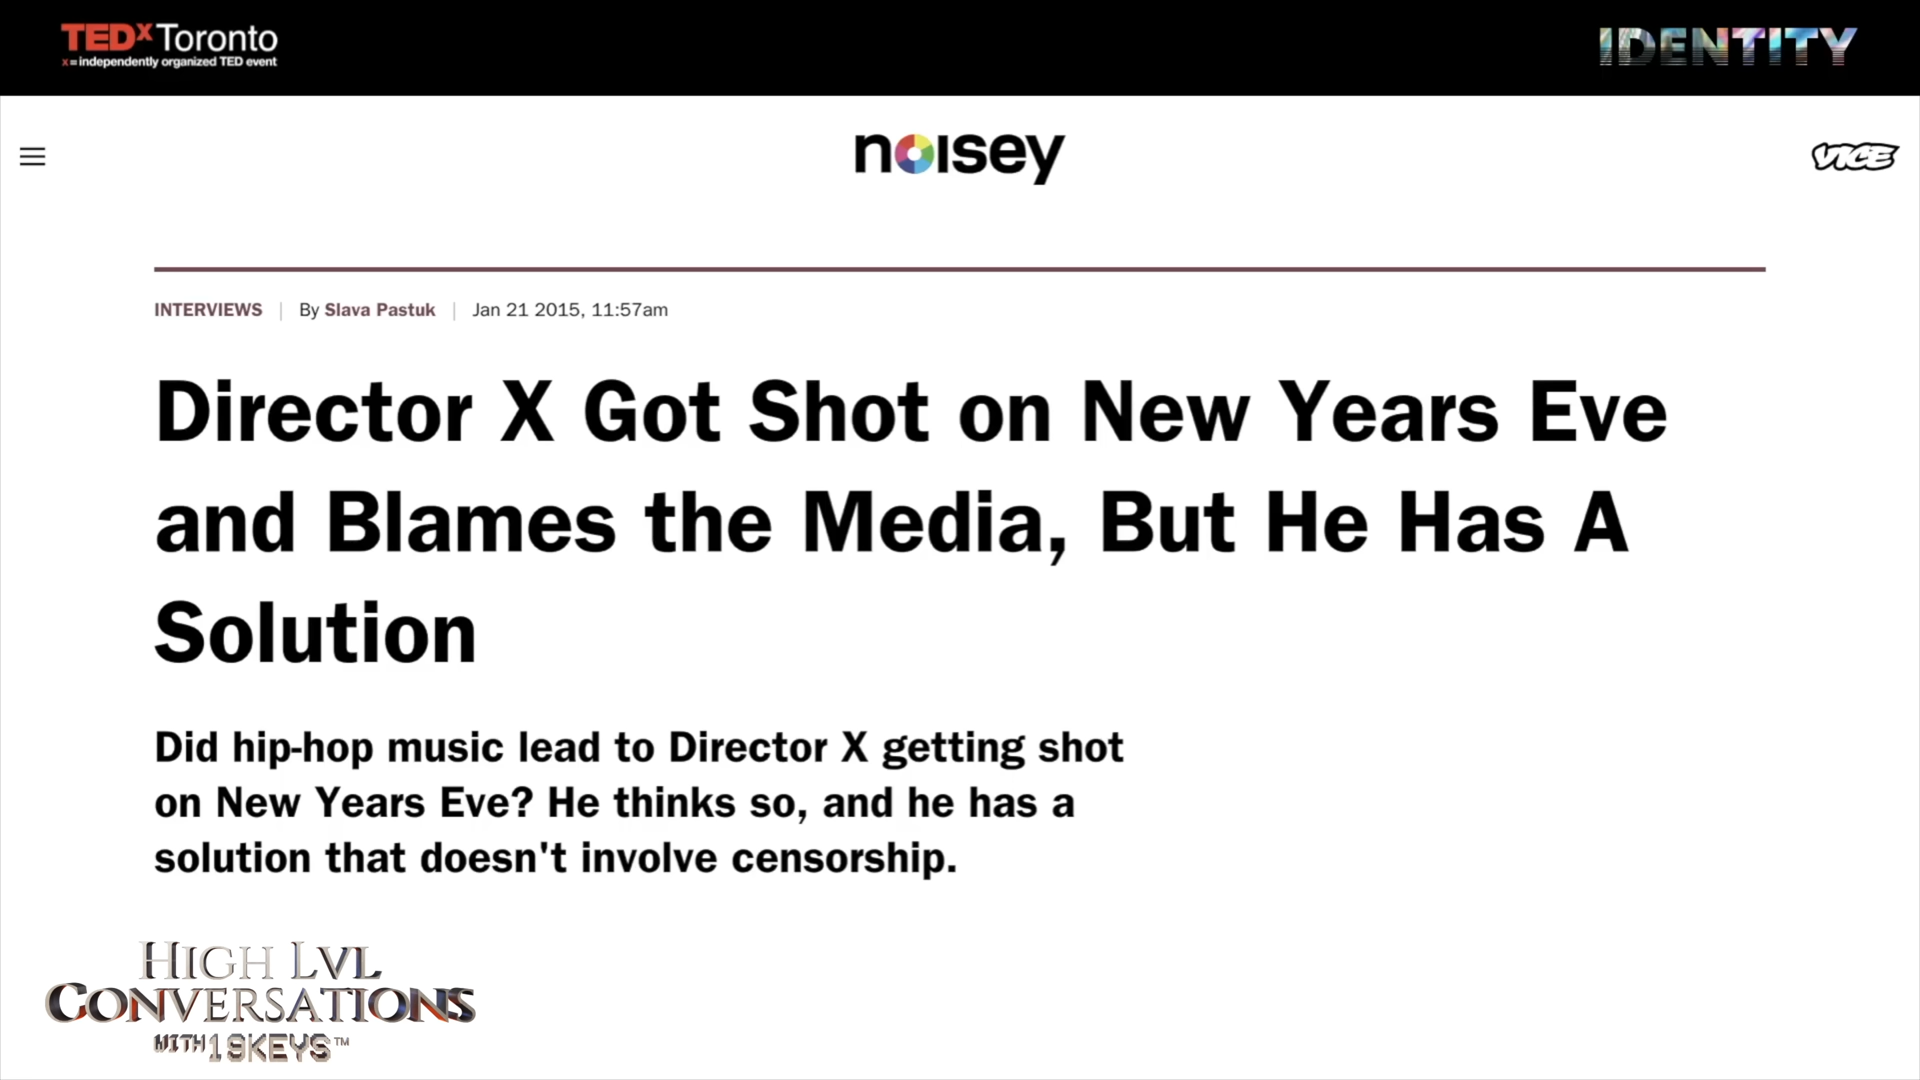 TEDxToronto
x = independently organized TED event
IDENTITY
noisey
VICE
INTERVIEWS | By Slava Pastuk | Jan 21 2015, 11:57am
Director X Got Shot on New Years Eve
and Blames the Media, But He Has A
Solution
Did hip-hop music lead to Director X getting shot
on New Years Eve? He thinks so, and he has a
solution that doesn't involve censorship.
HIGH LVL
CONVERSATIONS
WITH 19KEYS™